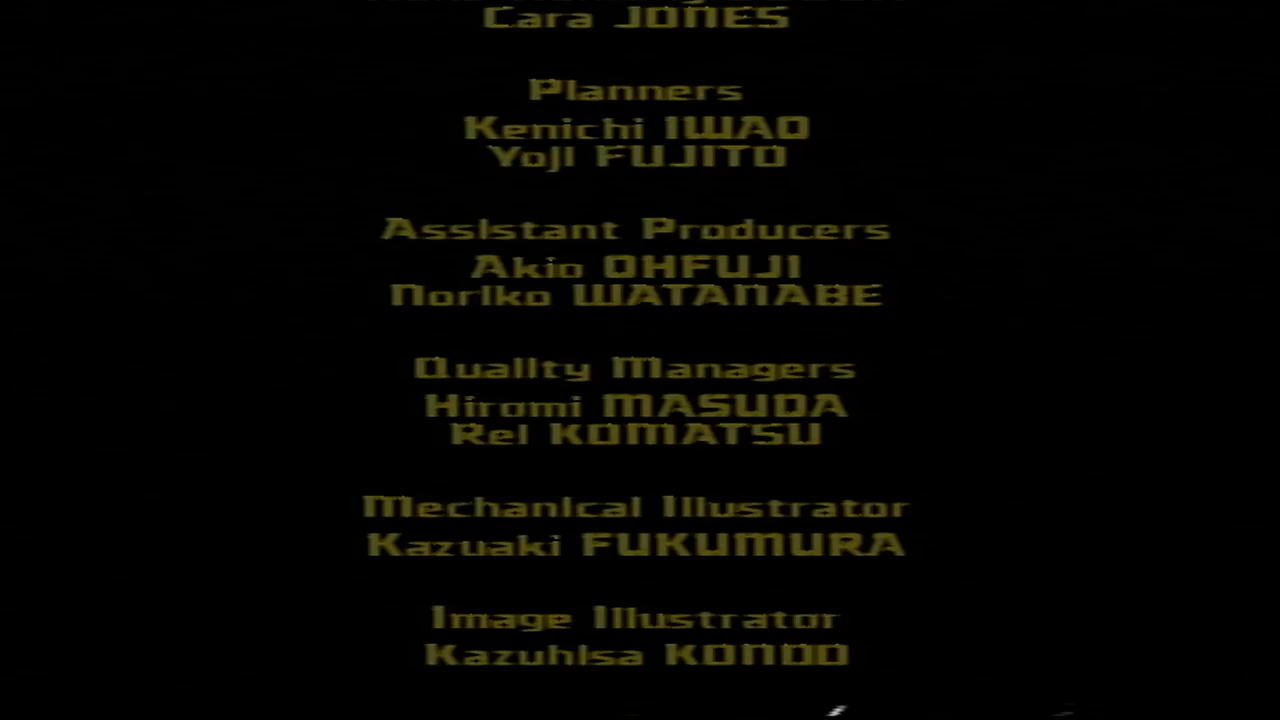 Cara JONES
Planners
Kenichi IWAO
Yoji FUJITO
Assistant Producers
Akio OHFUJI
Noriko WATANABE
Quality Managers
Hiromi MASUDA
Rei KOMATSU
Mechanical Illustrator
Kazuaki FUKUMURA
Image Illustrator
Kazuhisa KONDO